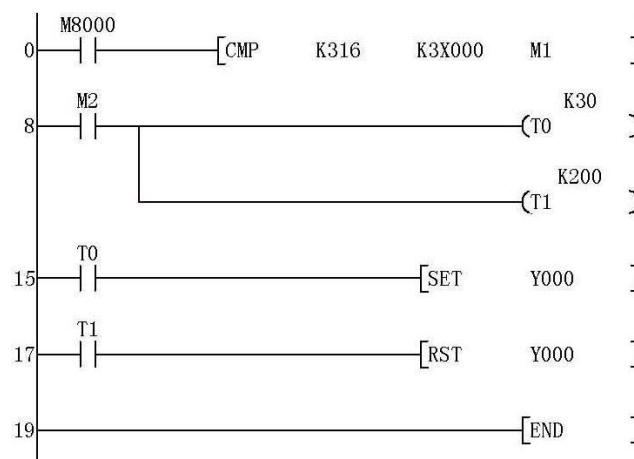 M8000
0 [CMP K316 K3X000 M1 ]
M2 K30
8 (T0 )
K200
(T1 )
T0
15 [SET Y000 ]
T1
17 [RST Y000 ]
19 [END ]